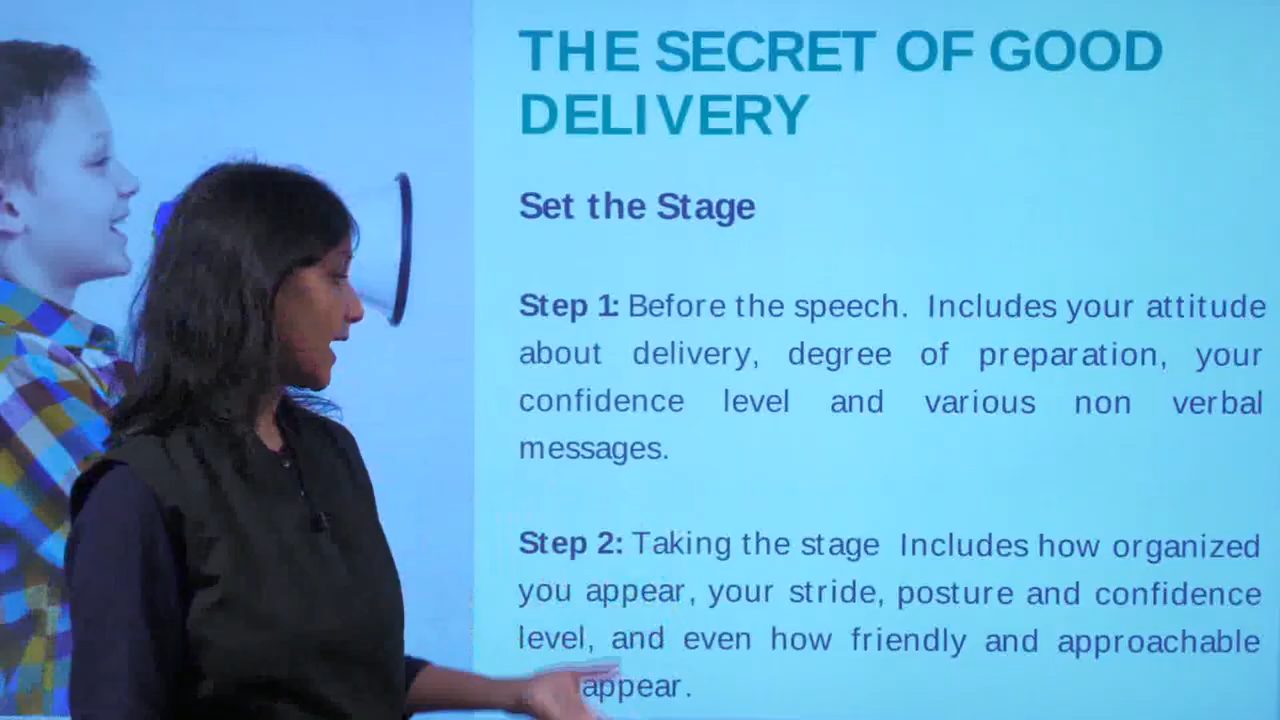 THE SECRET OF GOOD
DELIVERY
Set the Stage
Step 1: Before the speech. Includes your attitude
about delivery, degree of preparation, your
confidence level and various non verbal
messages.
Step 2: Taking the stage Includes how organized
you appear, your stride, posture and confidence
level, and even how friendly and approachable
appear.